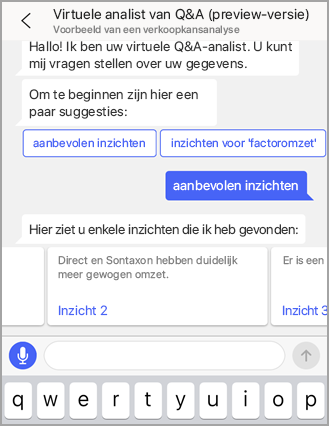 Virtuele analist van Q&A (preview-versie)
Voorbeeld van een verkoopkansanalyse
Hallo! Ik ben uw virtuele Q&A-analist. U kunt
mij vragen stellen over uw gegevens.
Om te beginnen zijn hier een
paar suggesties:
aanbevolen inzichten
inzichten voor 'factoromzet'
aanbevolen inzichten
Hier ziet u enkele inzichten die ik heb gevonden:
Direct en Sontaxon hebben duidelijk
meer gewogen omzet.
Inzicht 2
Er is een
Inzicht 3
q w e r t y u i o p